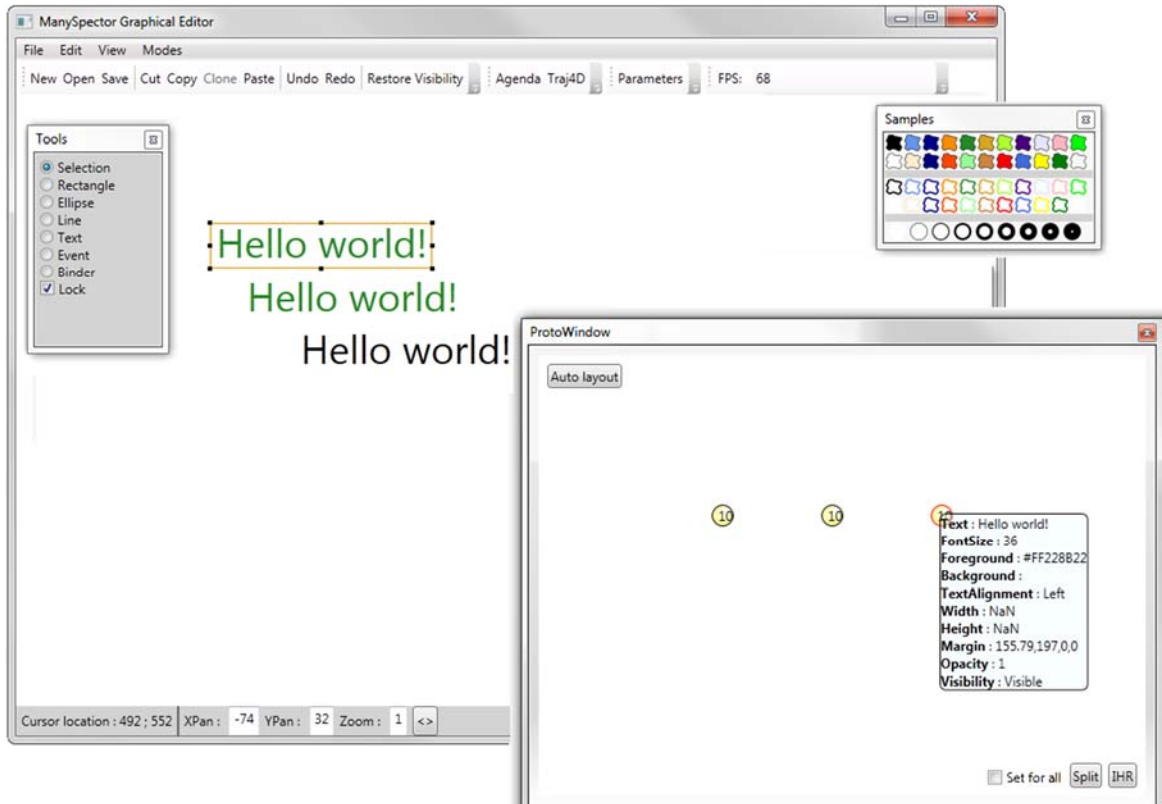 ManySpector Graphical Editor
File Edit View Modes
New Open Save Cut Copy Clone Paste Undo Redo Restore Visibility Agenda Traj4D Parameters FPS: 68
Tools
Selection
Rectangle
Ellipse
Line
Text
Event
Binder
Lock
Samples
Hello world!
Hello world!
Hello world!
ProtoWindow
Auto layout
10 10 10
Text : Hello world!
FontSize : 36
Foreground : #FF228B22
Background :
TextAlignment : Left
Width : NaN
Height : NaN
Margin : 155.79,197,0,0
Opacity : 1
Visibility : Visible
Set for all Split IHR
Cursor location : 492 ; 552 XPan : -74 YPan : 32 Zoom : 1 <>